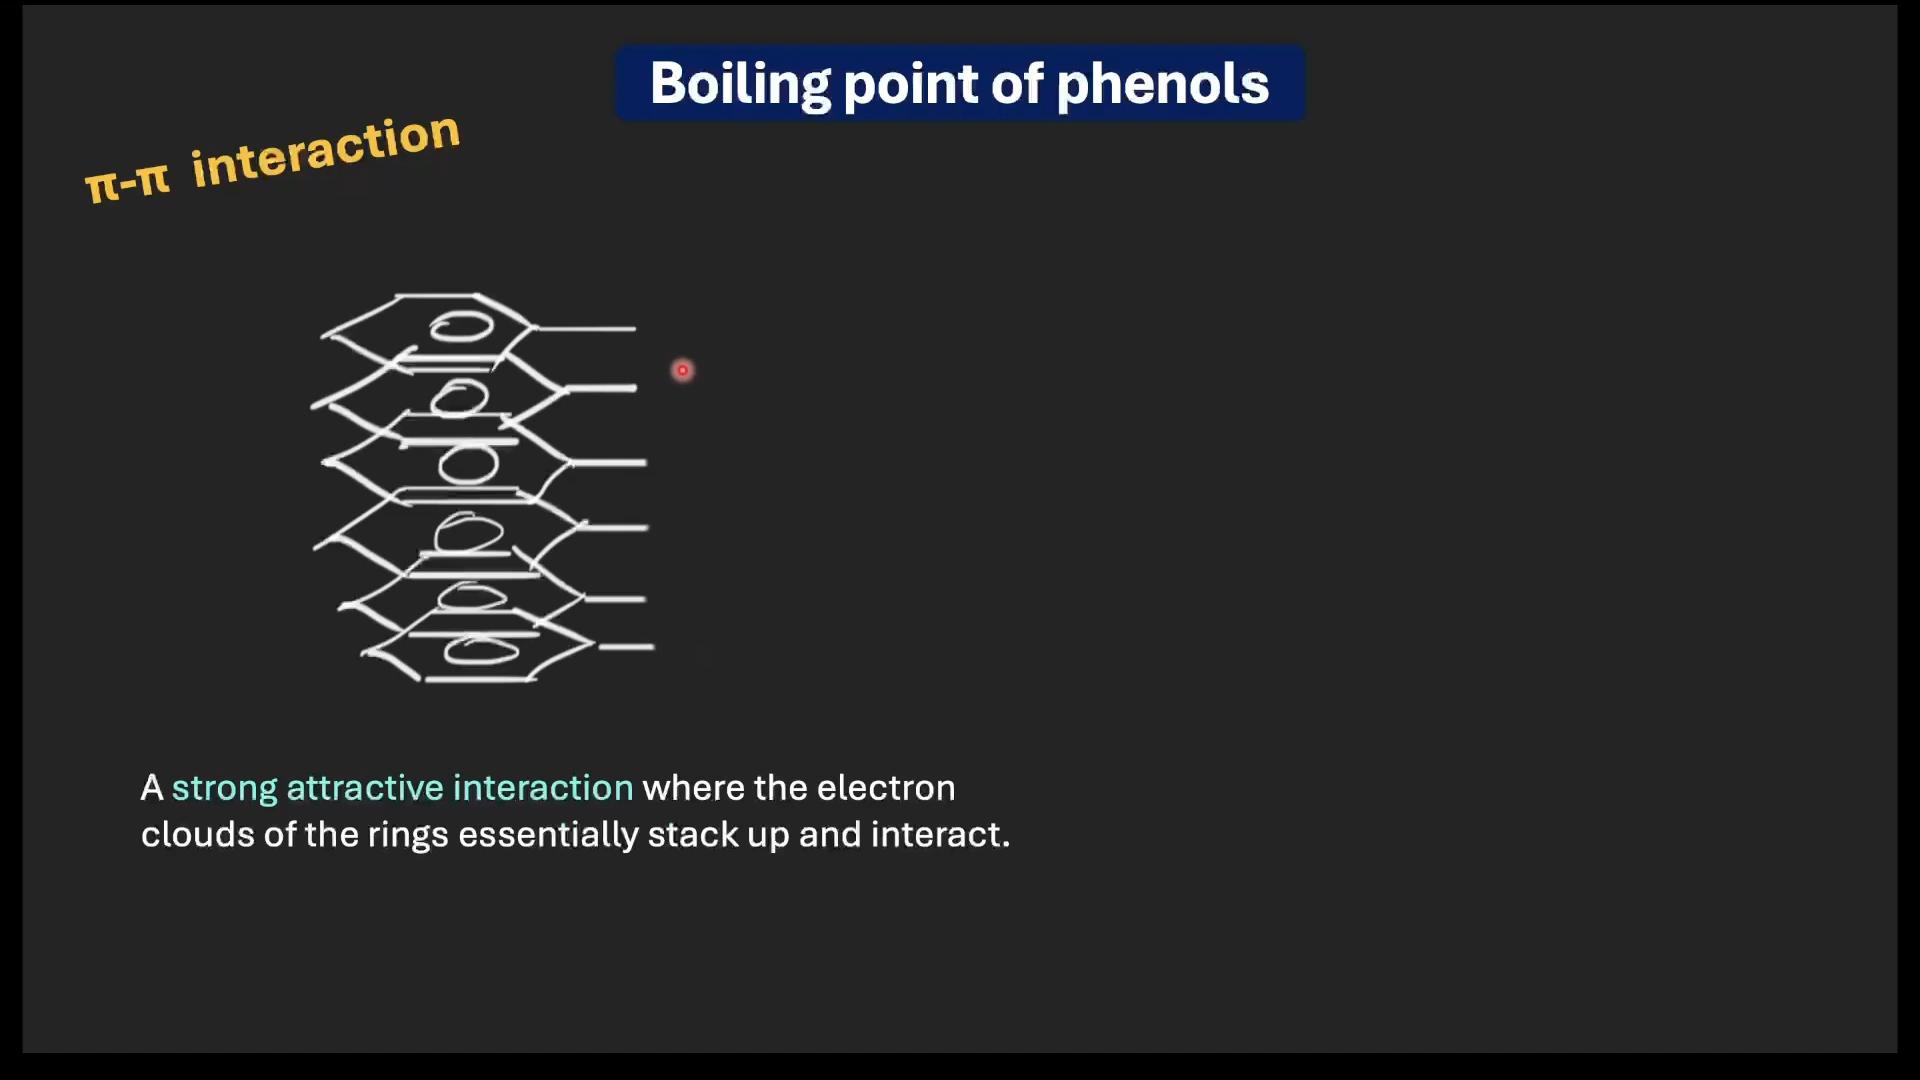 Boiling point of phenols
π-π interaction
A strong attractive interaction where the electron
clouds of the rings essentially stack up and interact.